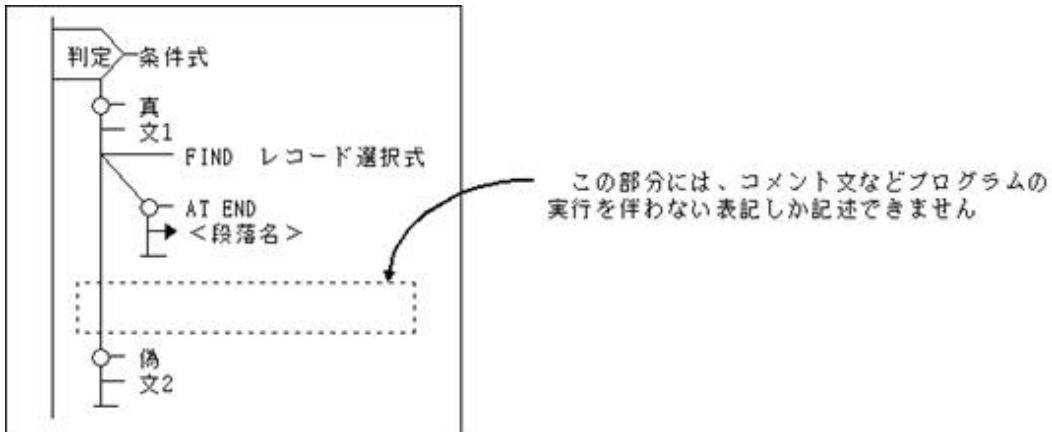 判定
条件式
真
文1
FIND レコード選択式
AT END
<段落名>
偽
文2
この部分には、コメント文などプログラムの
実行を伴わない表記しか記述できません